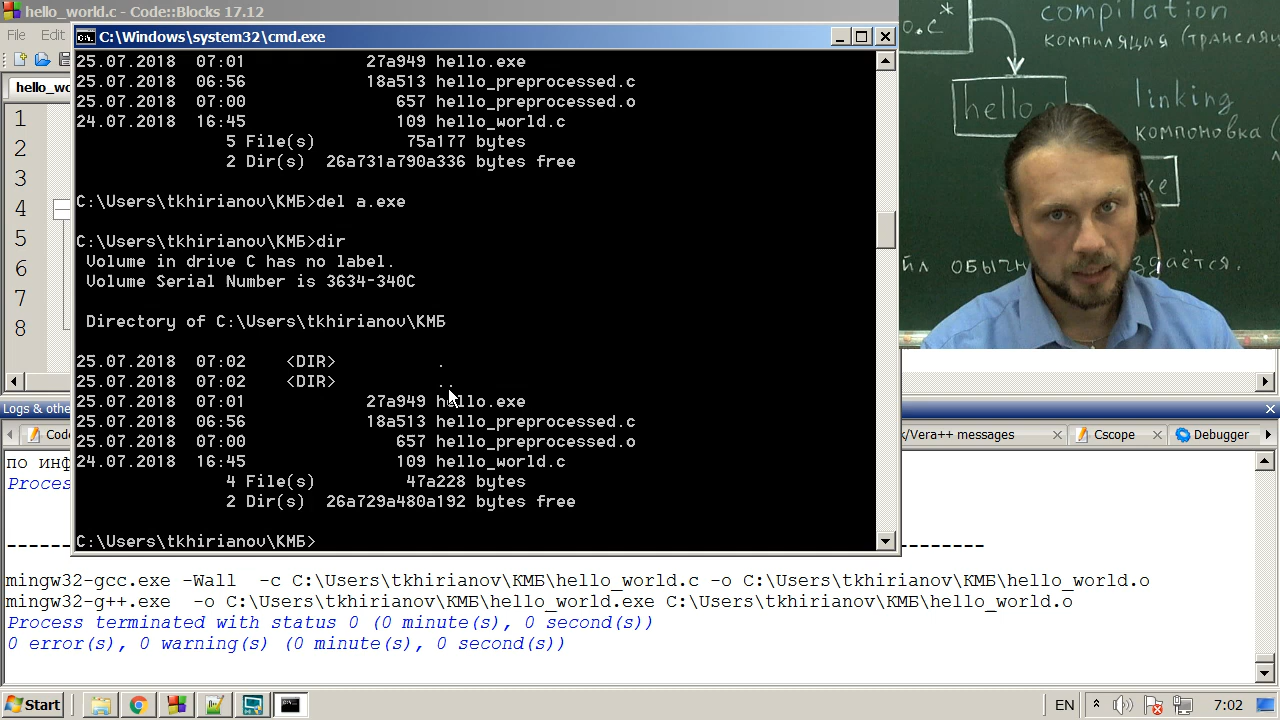 hello_world.c - Code::Blocks 17.12
File Edit
C:\Windows\system32\cmd.exe
hello_wo
1
2
3
4
5
6
7
8
25.07.2018 07:01 27a949 hello.exe
25.07.2018 06:56 18a513 hello_preprocessed.c
25.07.2018 07:00 657 hello_preprocessed.o
24.07.2018 16:45 109 hello_world.c
5 File(s) 75a177 bytes
2 Dir(s) 26a731a790a336 bytes free
C:\Users\tkhirianov\КМБ>del a.exe
C:\Users\tkhirianov\КМБ>dir
Volume in drive C has no label.
Volume Serial Number is 3634-340C
Directory of C:\Users\tkhirianov\КМБ
25.07.2018 07:02 <DIR> .
25.07.2018 07:02 <DIR> ..
25.07.2018 07:01 27a949 hello.exe
25.07.2018 06:56 18a513 hello_preprocessed.c
25.07.2018 07:00 657 hello_preprocessed.o
24.07.2018 16:45 109 hello_world.c
4 File(s) 47a228 bytes
2 Dir(s) 26a729a480a192 bytes free
C:\Users\tkhirianov\КМБ>
o.c*
compilation
компиляция (трансляц
hello
linking
компоновка (
xe
йл обычн здаётся.
Logs & othe
Code
k/Vera++ messages Cscope Debugger
по инф
Proces
mingw32-gcc.exe -Wall -c C:\Users\tkhirianov\КМБ\hello_world.c -o C:\Users\tkhirianov\КМБ\hello_world.o
mingw32-g++.exe -o C:\Users\tkhirianov\КМБ\hello_world.exe C:\Users\tkhirianov\КМБ\hello_world.o
Process terminated with status 0 (0 minute(s), 0 second(s))
0 error(s), 0 warning(s) (0 minute(s), 0 second(s))
Start EN 7:02